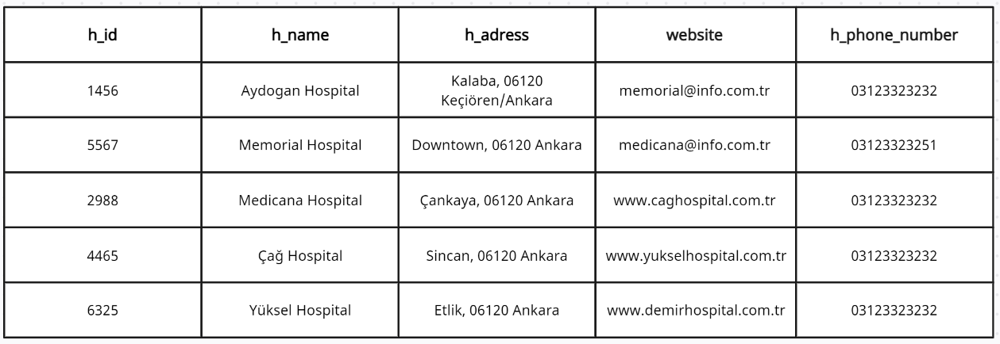 h_id h_name h_adress website h_phone_number
1456 Aydogan Hospital Kalaba, 06120 memorial@info.com.tr 03123323232
Keçiören/Ankara
5567 Memorial Hospital Downtown, 06120 Ankara medicana@info.com.tr 03123323251
2988 Medicana Hospital Çankaya, 06120 Ankara www.caghospital.com.tr 03123323232
4465 Çağ Hospital Sincan, 06120 Ankara www.yukselhospital.com.tr 03123323232
6325 Yüksel Hospital Etlik, 06120 Ankara www.demirhospital.com.tr 03123323232